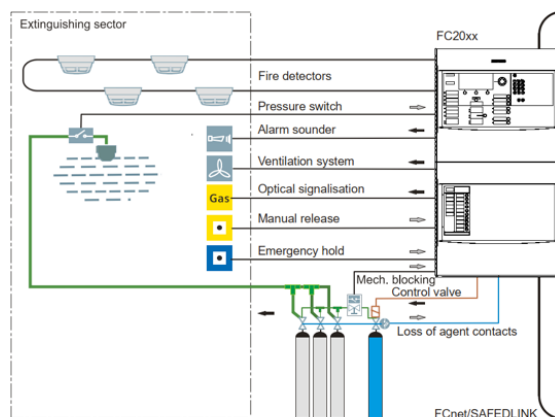 Extinguishing sector
FC20xx
Fire detectors
Pressure switch
Alarm sounder
Ventilation system
Gas
Optical signalisation
Manual release
Emergency hold
Mech. blocking
Control valve
Loss of agent contacts
FCnet/SAFEDLINK